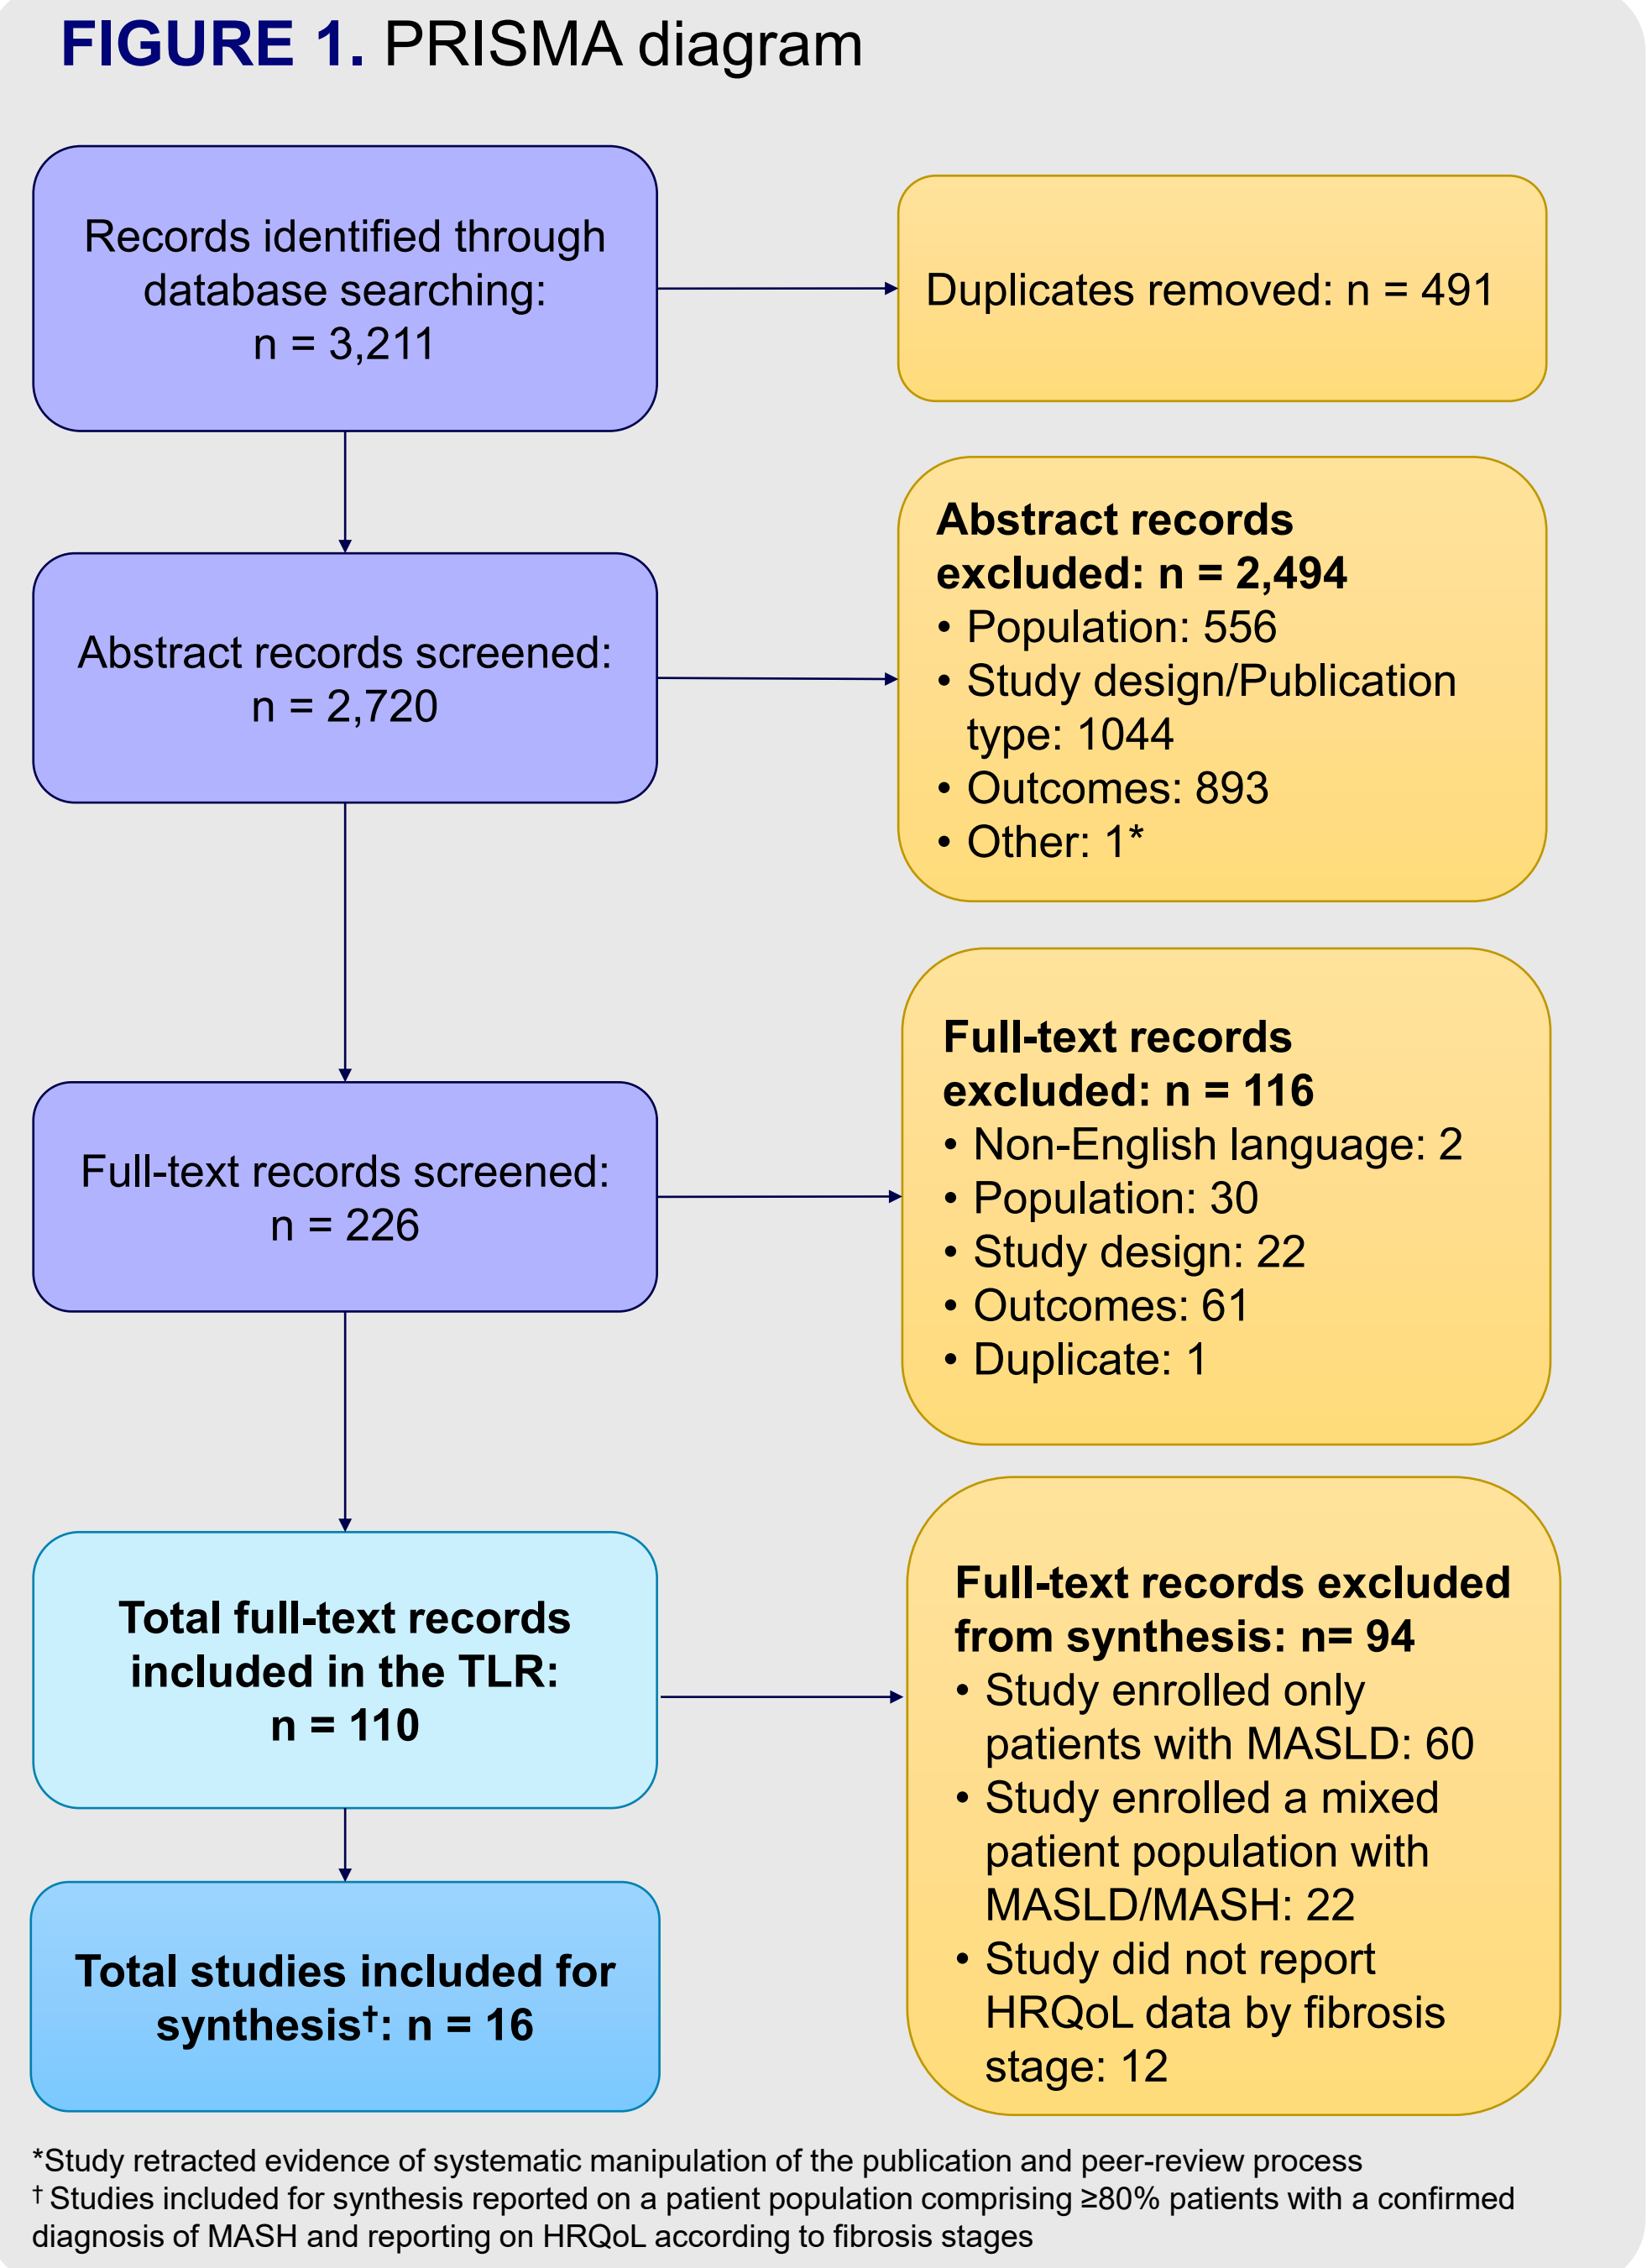 FIGURE 1. PRISMA diagram
Records identified through
database searching:
n = 3,211
Duplicates removed: n = 491
Abstract records screened:
n = 2,720
Abstract records
excluded: n = 2,494
• Population: 556
• Study design/Publication
type: 1044
• Outcomes: 893
• Other: 1*
Full-text records screened:
n = 226
Full-text records
excluded: n = 116
• Non-English language: 2
• Population: 30
• Study design: 22
• Outcomes: 61
• Duplicate: 1
Total full-text records
included in the TLR:
n = 110
Full-text records excluded
from synthesis: n= 94
• Study enrolled only
patients with MASLD: 60
• Study enrolled a mixed
patient population with
MASLD/MASH: 22
• Study did not report
HRQoL data by fibrosis
stage: 12
Total studies included for
synthesis†: n = 16
*Study retracted evidence of systematic manipulation of the publication and peer-review process
† Studies included for synthesis reported on a patient population comprising ≥80% patients with a confirmed
diagnosis of MASH and reporting on HRQoL according to fibrosis stages